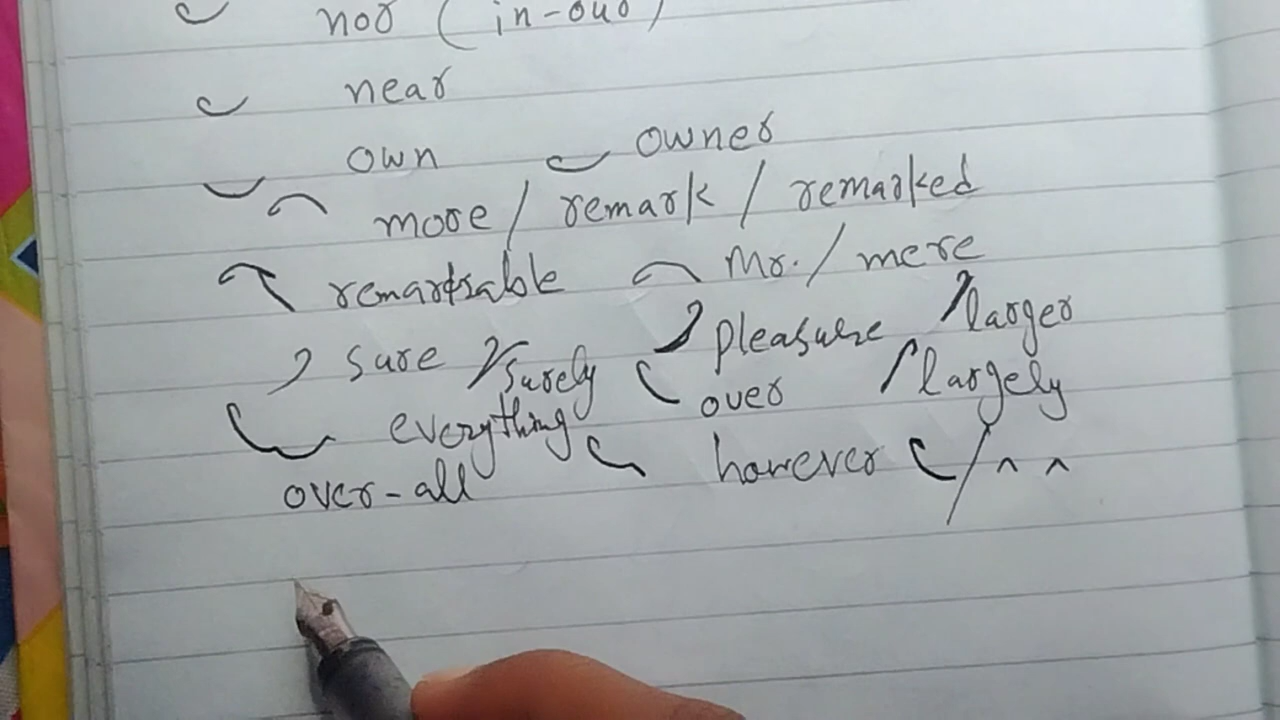 nor (in-our)
near
own owner
more / remark / remarked
remarkable Mr. / mere
sure surely pleasure larger
everything over largely
over-all however